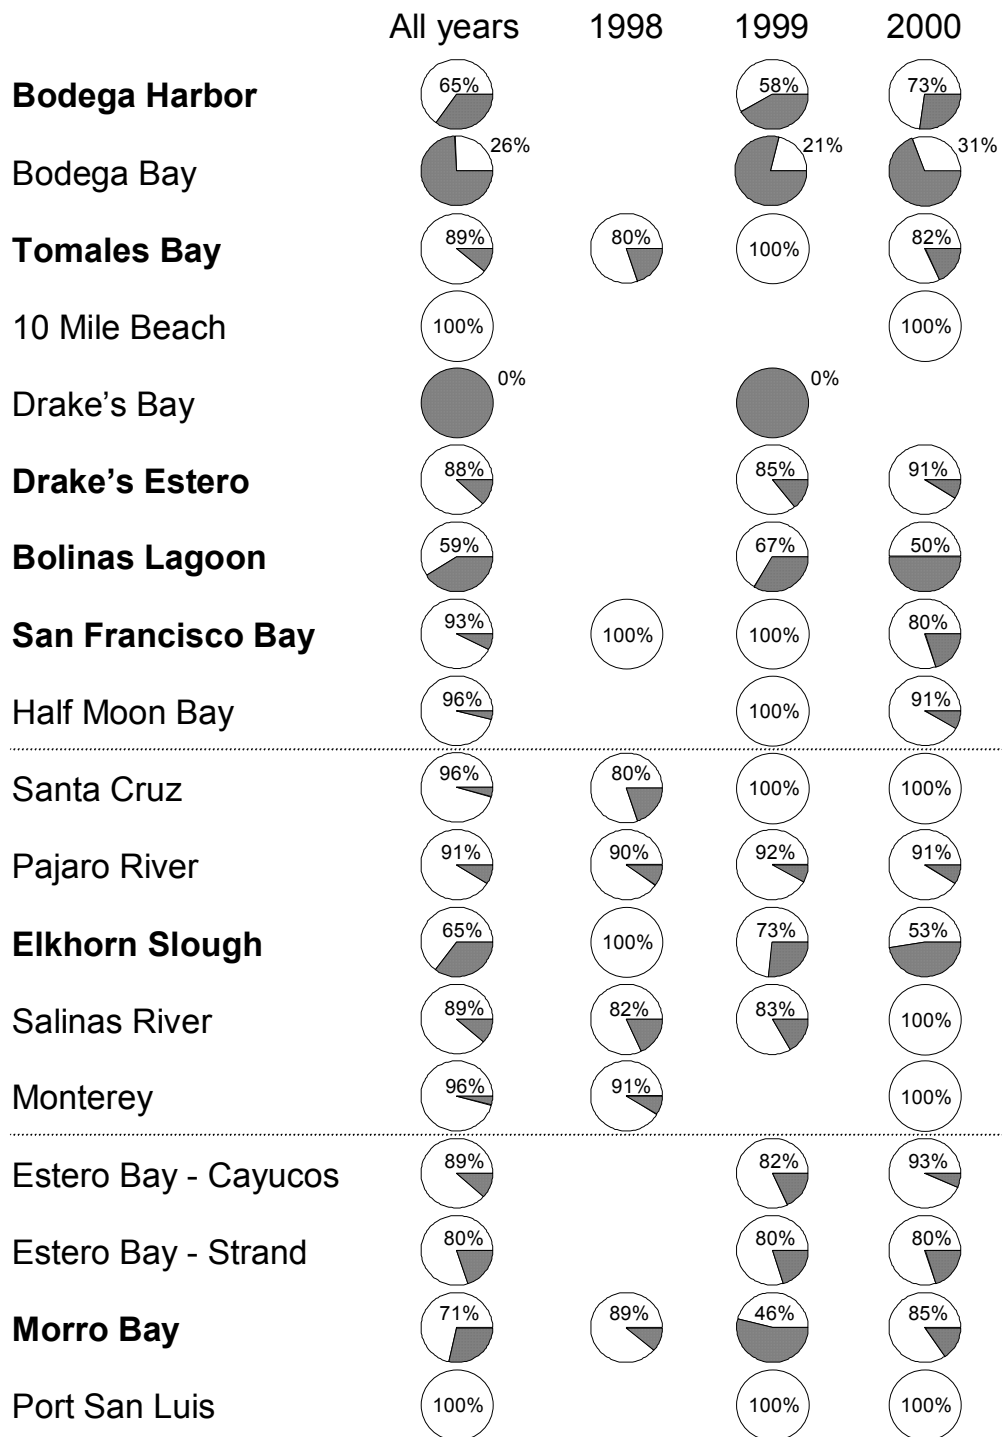 All years 1998 1999 2000
Bodega Harbor 65% 58% 73%
Bodega Bay 26% 21% 31%
Tomales Bay 89% 80% 100% 82%
10 Mile Beach 100% 100%
Drake’s Bay 0% 0%
Drake’s Estero 88% 85% 91%
Bolinas Lagoon 59% 67% 50%
San Francisco Bay 93% 100% 100% 80%
Half Moon Bay 96% 100% 91%
Santa Cruz 96% 80% 100% 100%
Pajaro River 91% 90% 92% 91%
Elkhorn Slough 65% 100% 73% 53%
Salinas River 89% 82% 83% 100%
Monterey 96% 91% 100%
Estero Bay - Cayucos 89% 82% 93%
Estero Bay - Strand 80% 80% 80%
Morro Bay 71% 89% 46% 85%
Port San Luis 100% 100% 100%